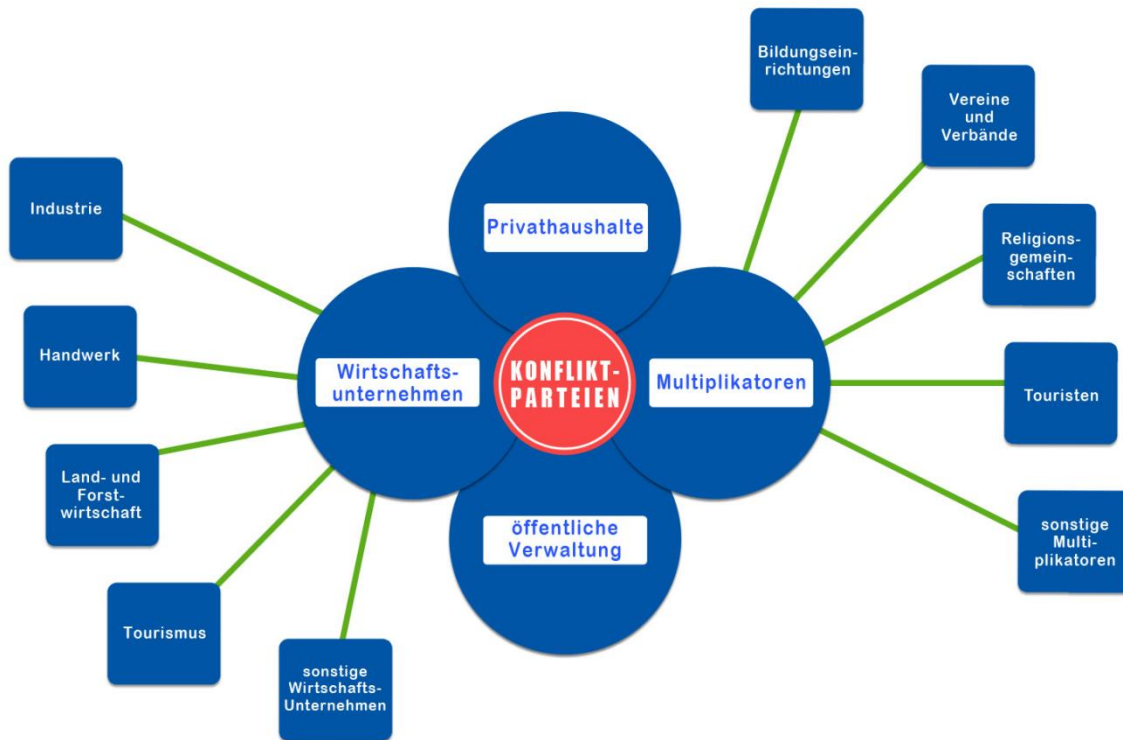 Bildungsein-
richtungen
Vereine
und
Verbände
Industrie
Privathaushalte
Religions-
gemein-
schaften
Handwerk
Wirtschafts-
unternehmen
KONFLIKT-
PARTEIEN
Multiplikatoren
Touristen
Land- und
Forst-
wirtschaft
öffentliche
Verwaltung
sonstige
Multi-
plikatoren
Tourismus
sonstige
Wirtschafts-
Unternehmen